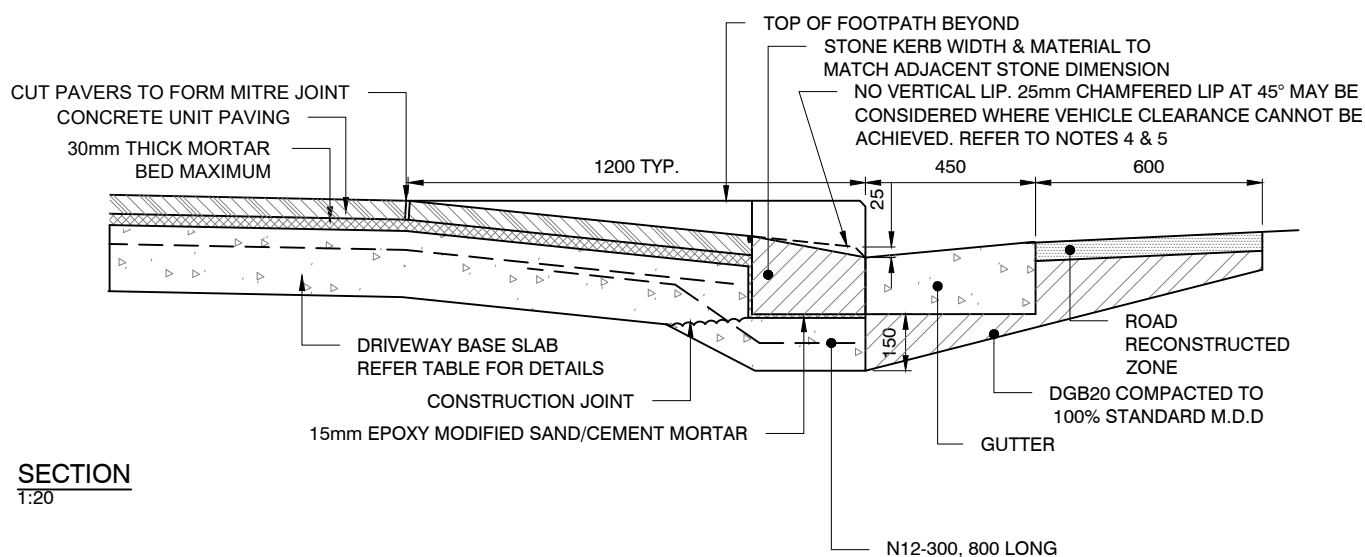 TOP OF FOOTPATH BEYOND
STONE KERB WIDTH & MATERIAL TO
MATCH ADJACENT STONE DIMENSION
NO VERTICAL LIP. 25mm CHAMFERED LIP AT 45° MAY BE
CONSIDERED WHERE VEHICLE CLEARANCE CANNOT BE
ACHIEVED. REFER TO NOTES 4 & 5
CUT PAVERS TO FORM MITRE JOINT
CONCRETE UNIT PAVING
30mm THICK MORTAR
BED MAXIMUM
1200 TYP.
450
600
25
150
ROAD
RECONSTRUCTED
ZONE
DRIVEWAY BASE SLAB
REFER TABLE FOR DETAILS
DGB20 COMPACTED TO
100% STANDARD M.D.D
CONSTRUCTION JOINT
15mm EPOXY MODIFIED SAND/CEMENT MORTAR
GUTTER
SECTION
1:20
N12-300, 800 LONG